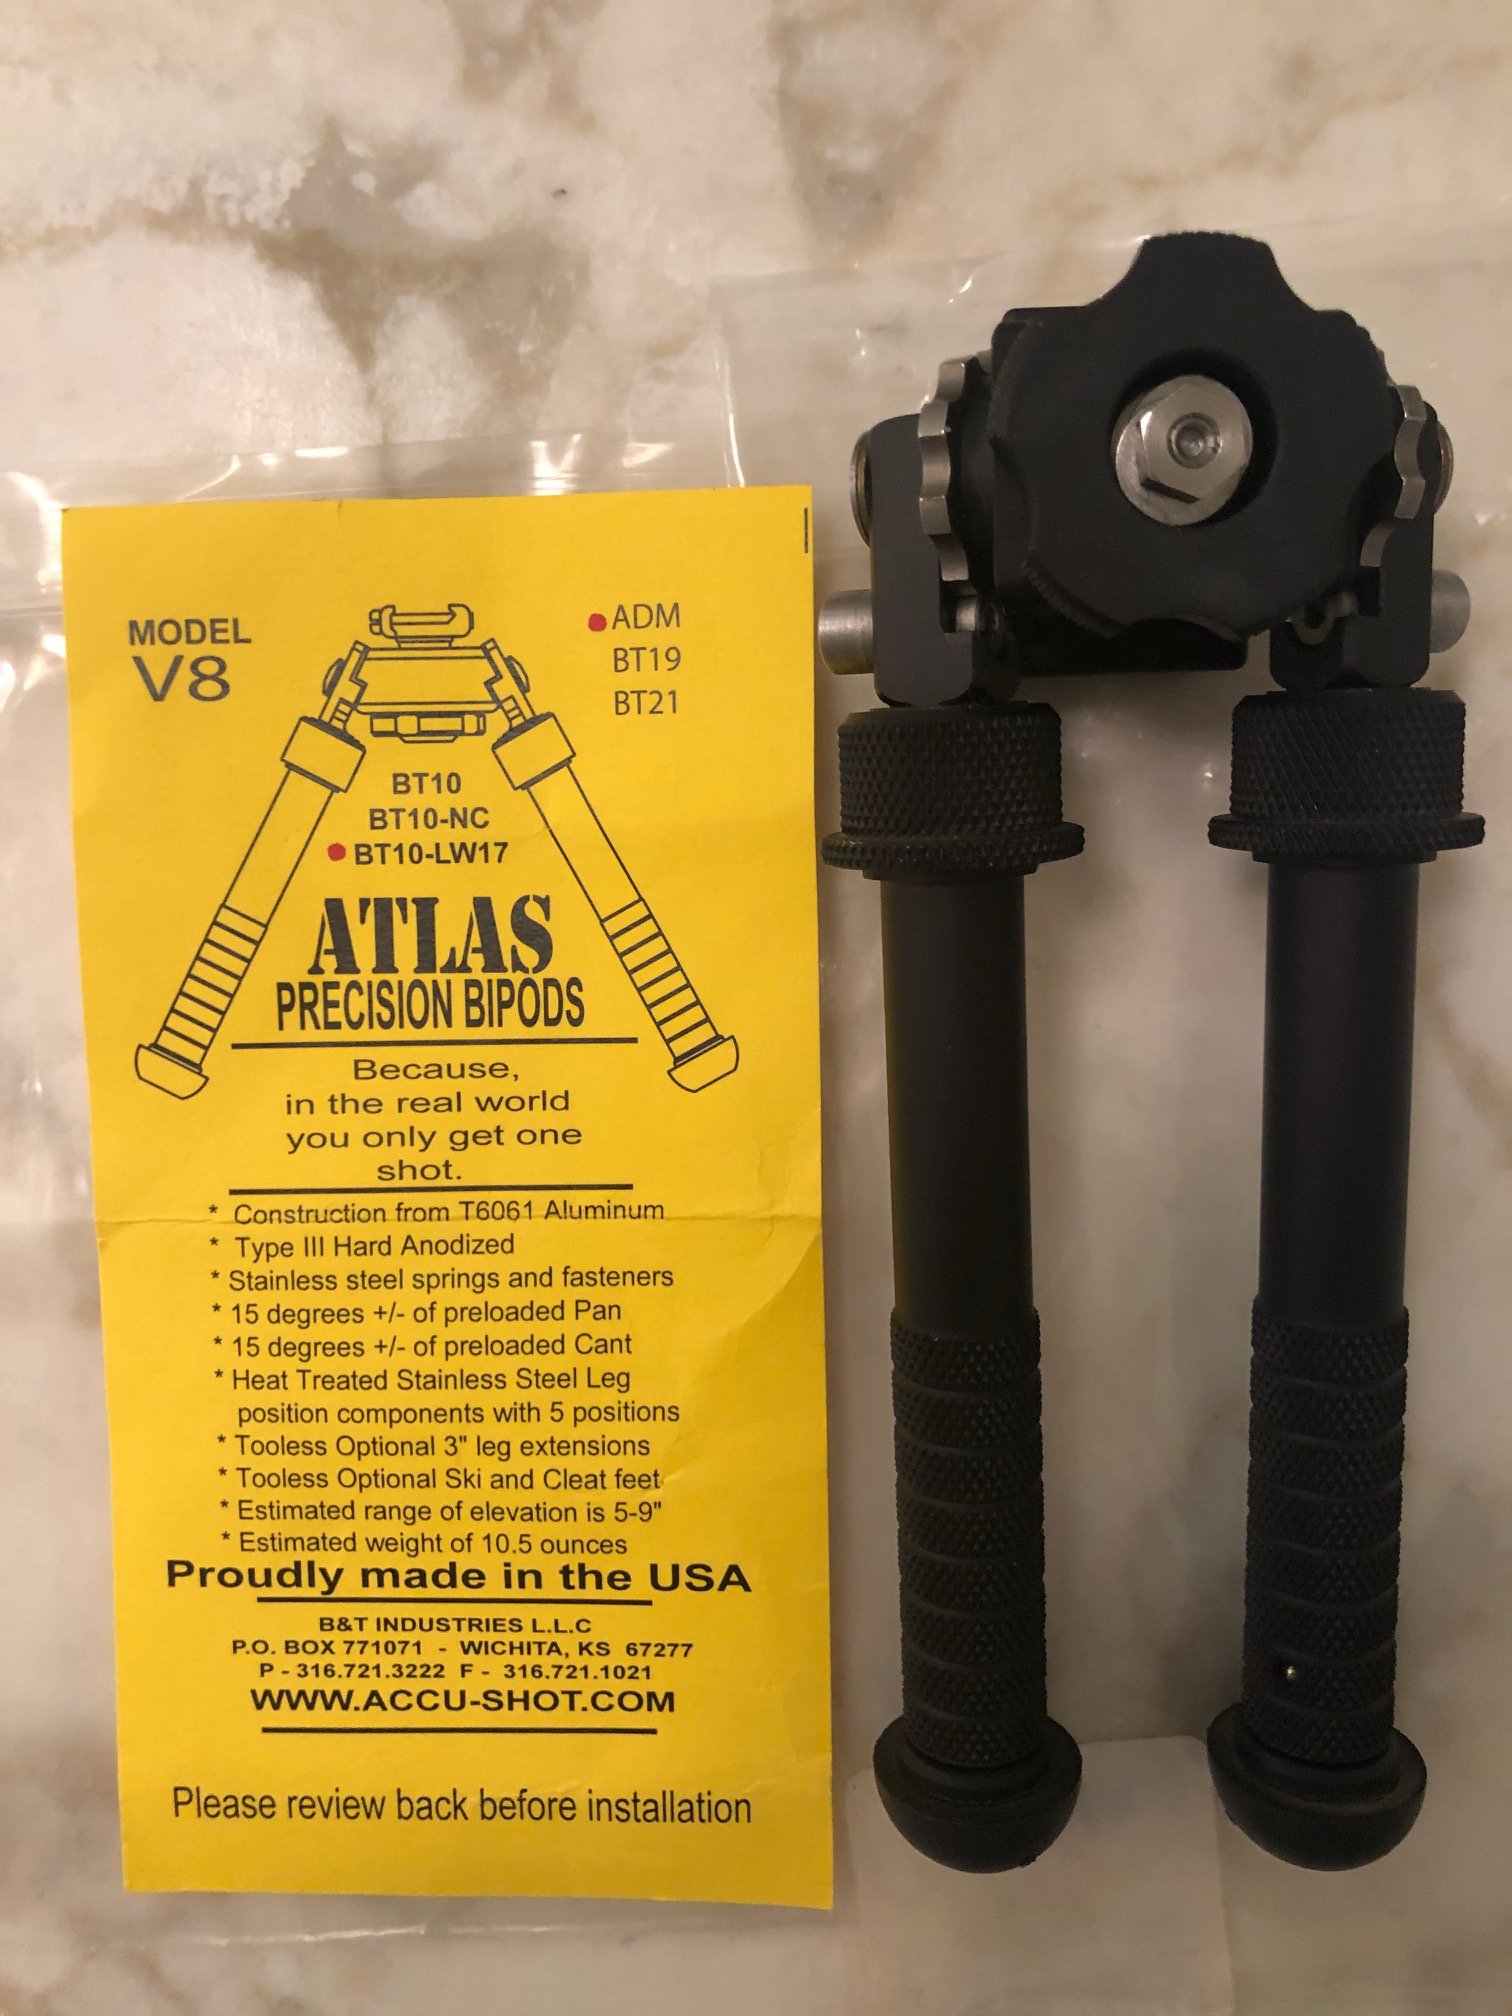 MODEL
V8
ADM
BT19
BT21
BT10
BT10-NC
BT10-LW17
ATLAS
PRECISION BIPODS
Because,
in the real world
you only get one
shot.
* Construction from T6061 Aluminum
* Type III Hard Anodized
* Stainless steel springs and fasteners
* 15 degrees +/- of preloaded Pan
* 15 degrees +/- of preloaded Cant
* Heat Treated Stainless Steel Leg
position components with 5 positions
* Tooless Optional 3" leg extensions
* Tooless Optional Ski and Cleat feet
* Estimated range of elevation is 5-9"
* Estimated weight of 10.5 ounces
Proudly made in the USA
B&T INDUSTRIES L.L.C
P.O. BOX 771071 - WICHITA, KS 67277
P - 316.721.3222 F - 316.721.1021
WWW.ACCU-SHOT.COM
Please review back before installation